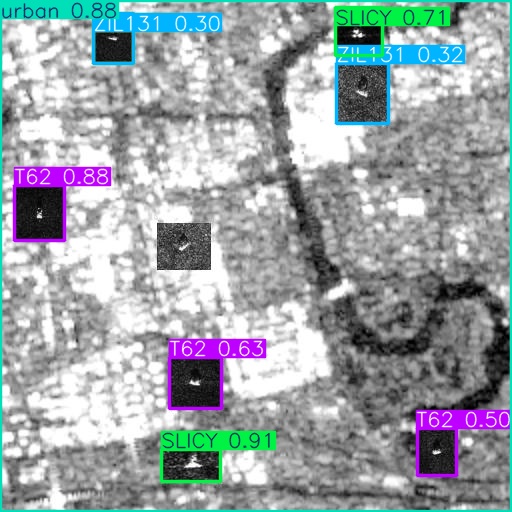 urban 0.88
ZIL131 0.30
SLICY 0.71
ZIL131 0.32
T62 0.88
T62 0.63
T62 0.50
SLICY 0.91